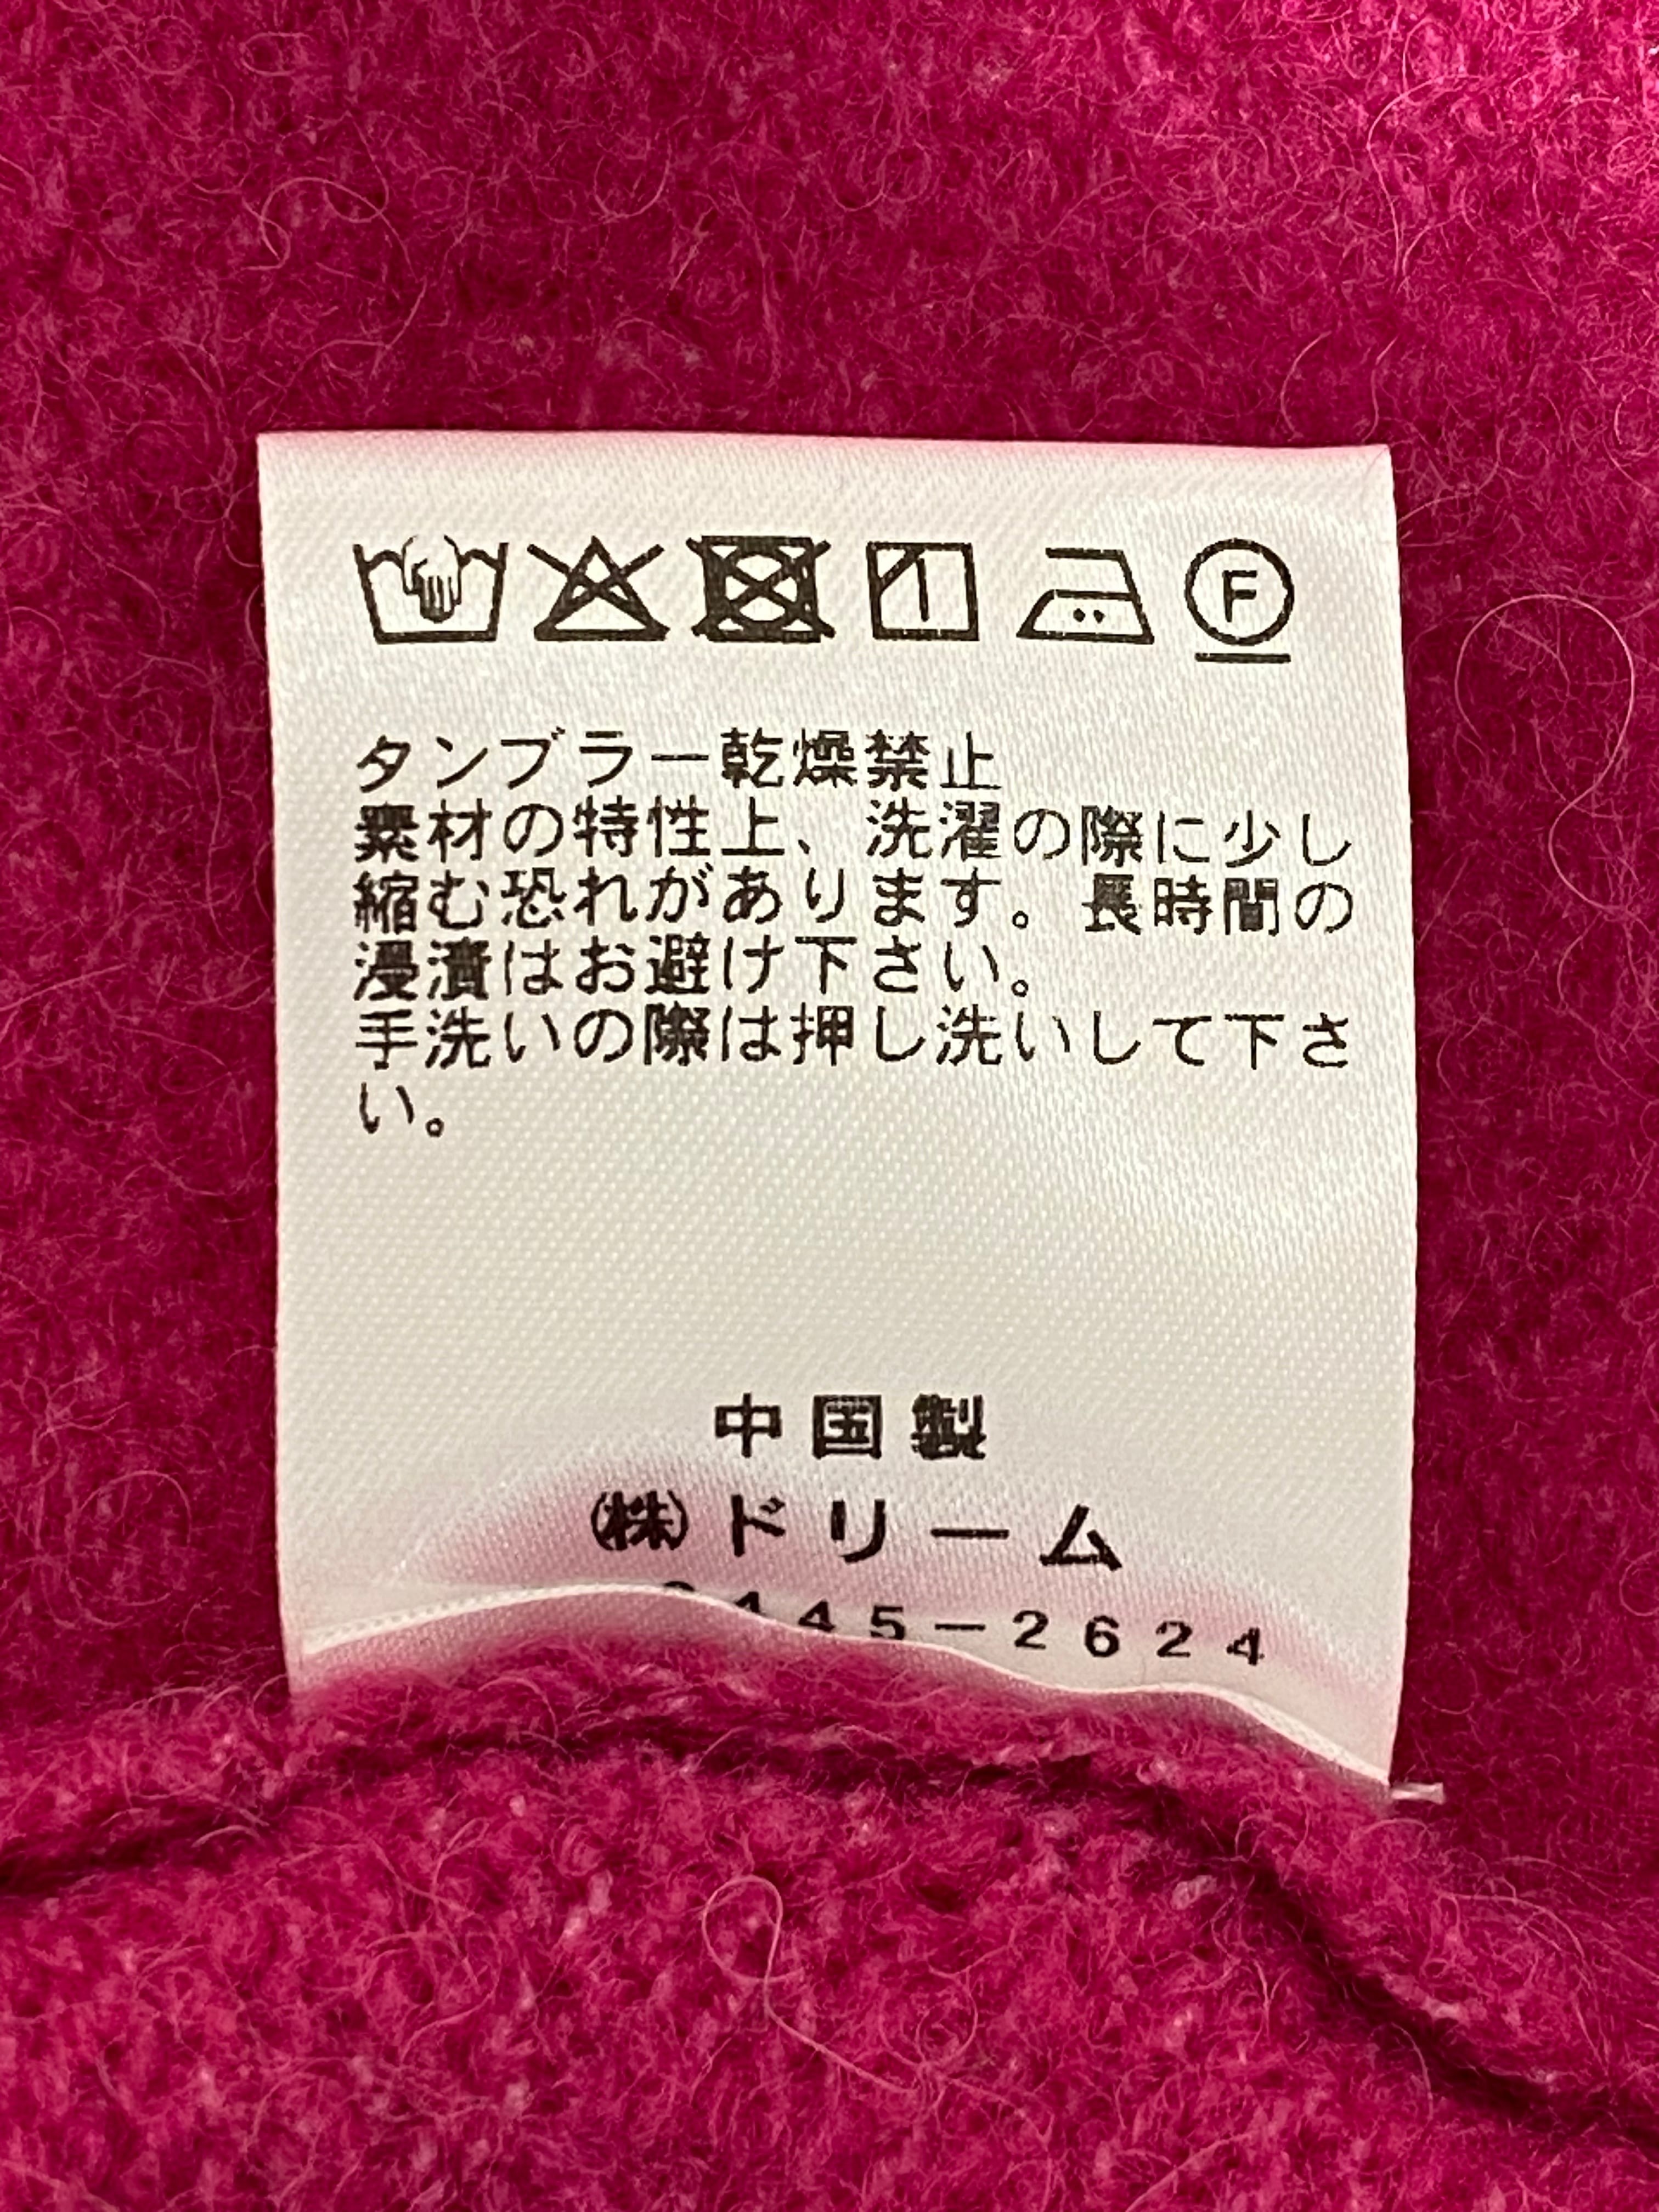 F
タンブラー乾燥禁止
素材の特性上、洗濯の際に少し
縮む恐れがあります。長時間の
浸漬はお避け下さい。
手洗いの際は押し洗いして下さ
い。
中国製
㈱ドリーム
45-2624